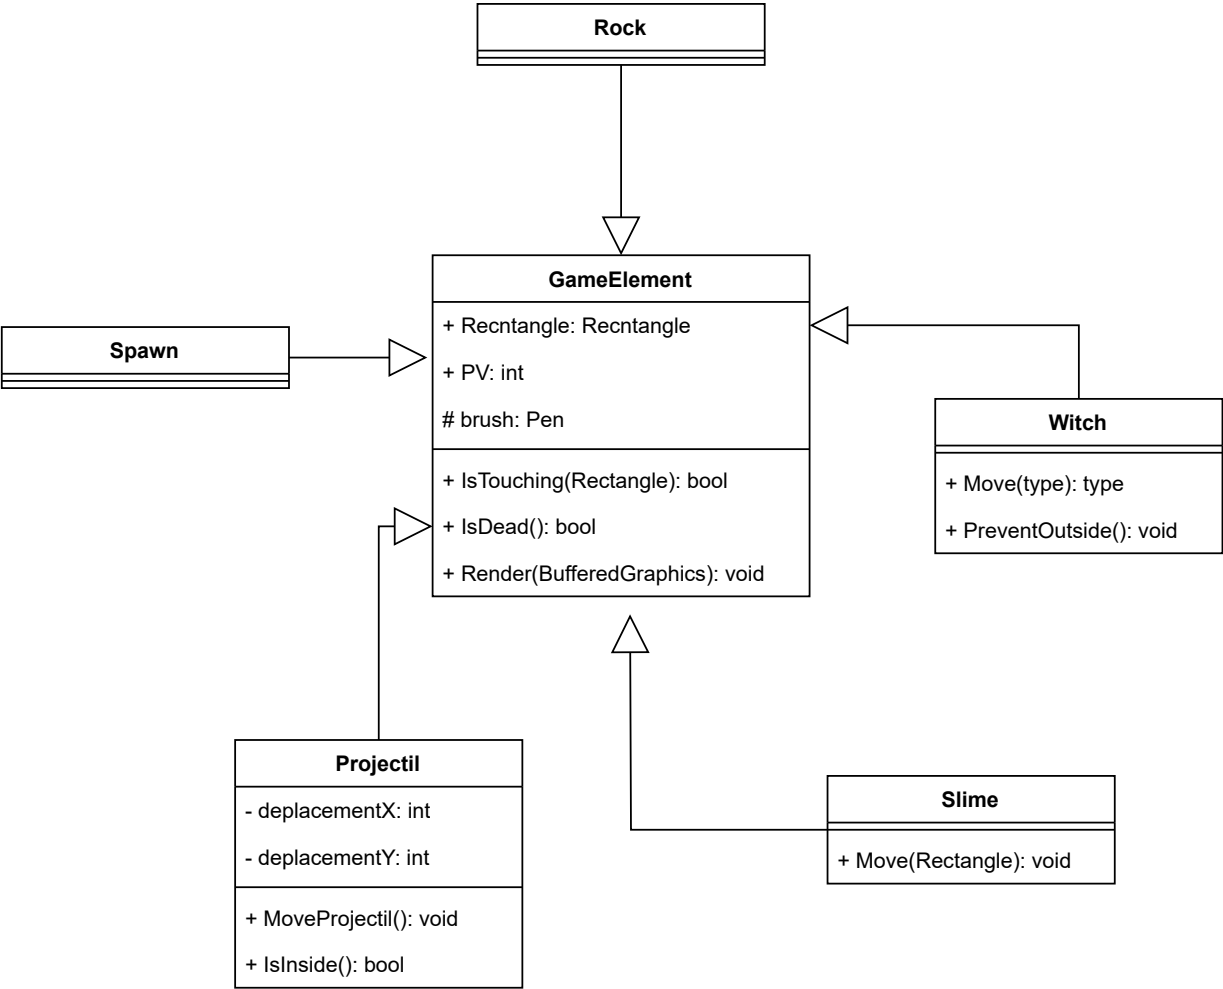 Rock
GameElement
+ Recntangle: Recntangle
+ PV: int
# brush: Pen
+ IsTouching(Rectangle): bool
+ IsDead(): bool
+ Render(BufferedGraphics): void
Spawn
Witch
+ Move(type): type
+ PreventOutside(): void
Projectil
- deplacementX: int
- deplacementY: int
+ MoveProjectil(): void
+ IsInside(): bool
Slime
+ Move(Rectangle): void